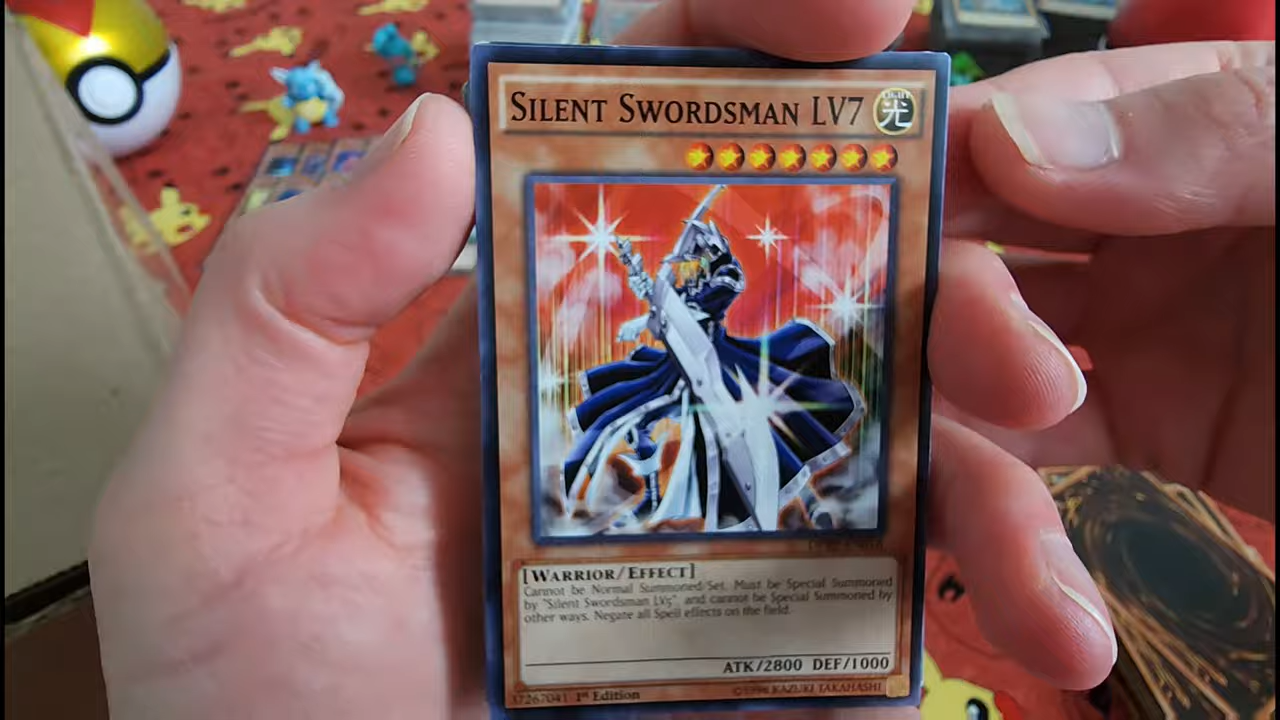 SILENT SWORDSMAN LV7
LIGHT
光
[WARRIOR/EFFECT]
Cannot be Normal Summoned/Set. Must be Special Summoned
by "Silent Swordsman LV5" and cannot be Special Summoned by
other ways. Negate all Spell effects on the field.
ATK/2800 DEF/1000
37267041 1st Edition
©1996 KAZUKI TAKAHASHI